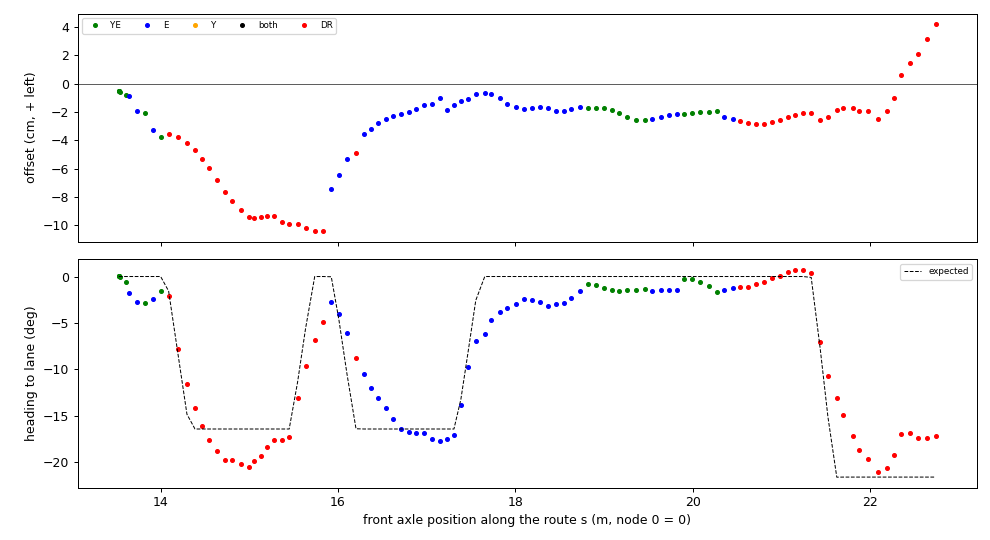 YE E Y both DR
4
2
0
−2
−4
−6
−8
−10
offset (cm, + left)
expected
0
−5
−10
−15
−20
heading to lane (deg)
14 16 18 20 22
front axle position along the route s (m, node 0 = 0)